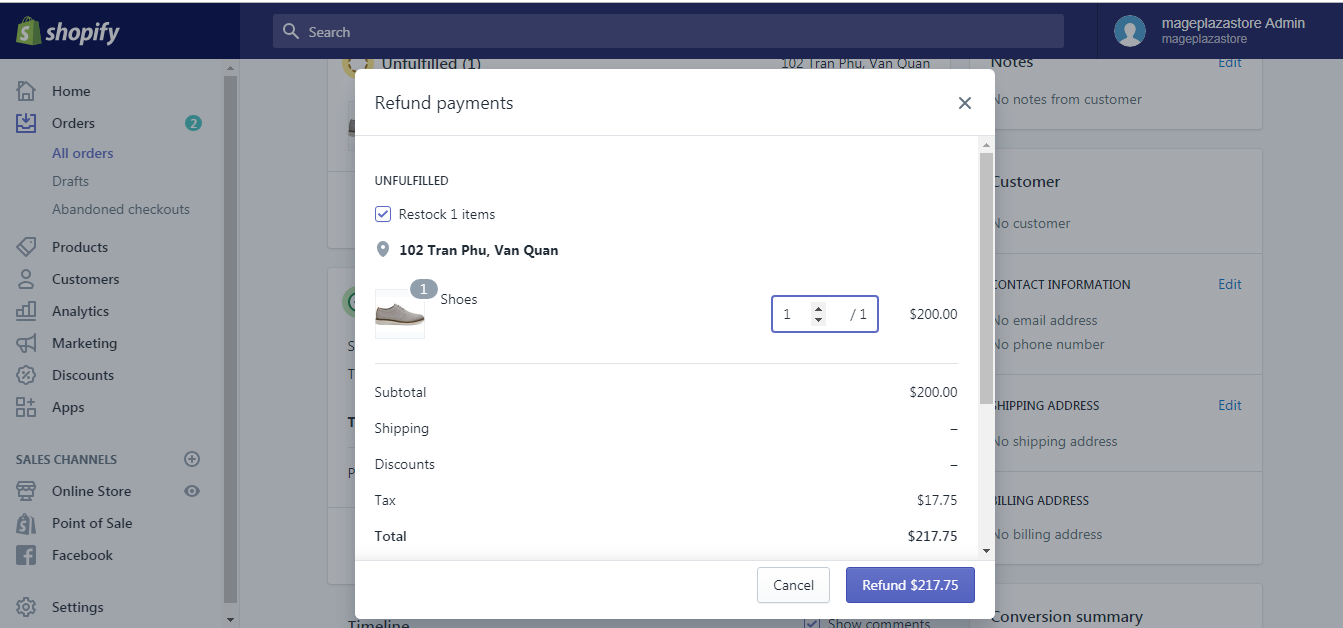 shopify
Search
mageplazastore Admin
mageplazastore
Home
Orders
2
All orders
Drafts
Abandoned checkouts
Products
Customers
Analytics
Marketing
Discounts
Apps
SALES CHANNELS
Online Store
Point of Sale
Facebook
Settings
Unfulfilled (1)
102 Tran Phu, Van Quan
Refund payments
UNFULFILLED
Restock 1 items
102 Tran Phu, Van Quan
1
Shoes
1 / 1
$200.00
Subtotal
$200.00
Shipping
–
Discounts
–
Tax
$17.75
Total
$217.75
Cancel
Refund $217.75
Timeline
Show comments
Notes
Edit
No notes from customer
Customer
No customer
CONTACT INFORMATION
Edit
No email address
No phone number
SHIPPING ADDRESS
Edit
No shipping address
BILLING ADDRESS
No billing address
Conversion summary